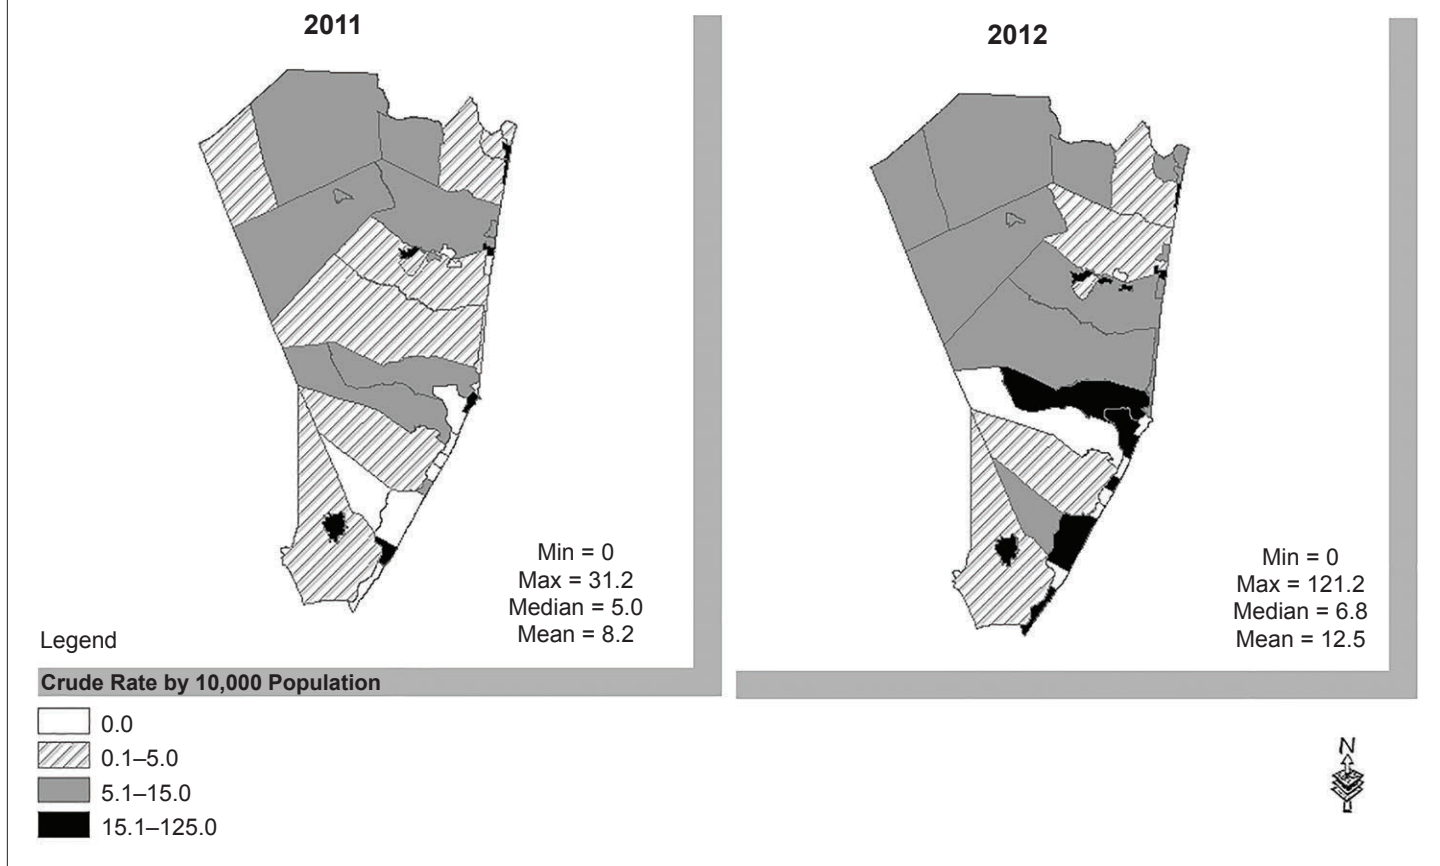 2011
2012
Min = 0
Max = 31.2
Median = 5.0
Mean = 8.2
Min = 0
Max = 121.2
Median = 6.8
Mean = 12.5
Legend
Crude Rate by 10,000 Population
0.0
0.1–5.0
5.1–15.0
15.1–125.0
N